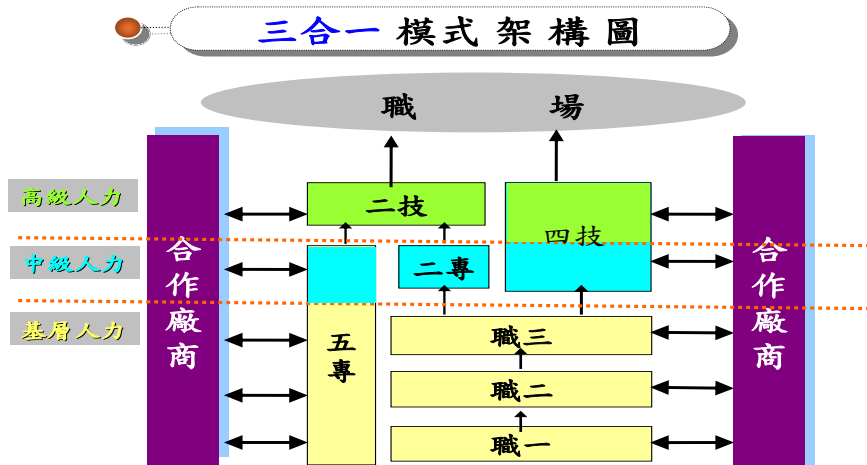 三合一 模式架構圖
職 場
高級人力
二技
四技
中級人力
二專
合作廠商
合作廠商
基層人力
五專
職三
職二
職一